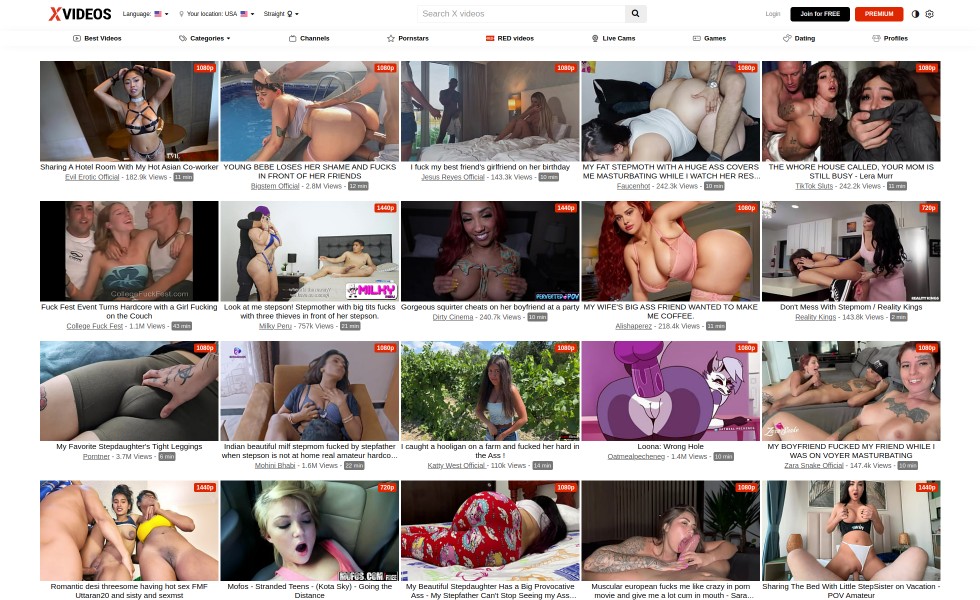 XVIDEOS
Language:
Your location: USA
Straight
Search X videos
Login
Join for FREE
PREMIUM
Best Videos
Categories
Channels
Pornstars
RED videos
Live Cams
Games
Dating
Profiles
1080p
1080p
1080p
1080p
1080p
Sharing A Hotel Room With My Hot Asian Co-worker
Evil Erotic Official - 182.9k Views - 11 min
YOUNG BEBE LOSES HER SHAME AND FUCKS
IN FRONT OF HER FRIENDS
Bigstem Official - 2.8M Views - 12 min
I fuck my best friend's girlfriend on her birthday
Jesus Reyes Official - 143.3k Views - 10 min
MY FAT STEPMOTH WITH A HUGE ASS COVERS
ME MASTURBATING WHILE I WATCH HER RES...
Faucenhot - 242.3k Views - 10 min
THE WHORE HOUSE CALLED, YOUR MOM IS
STILL BUSY - Lera Murr
TikTok Sluts - 242.2k Views - 11 min
CollegeFuckFest.com
1440p
MILKY
PERU
1440p
PERVERTED POV
1080p
720p
REALITY KINGS
Fuck Fest Event Turns Hardcore with a Girl Fucking
on the Couch
College Fuck Fest - 1.1M Views - 43 min
Look at me stepson! Stepmother with big tits fucks
with three thieves in front of her stepson.
Milky Peru - 757k Views - 21 min
Gorgeous squirter cheats on her boyfriend at a party
Dirty Cinema - 240.7k Views - 10 min
MY WIFE'S BIG ASS FRIEND WANTED TO MAKE
ME COFFEE.
Alishaperez - 218.4k Views - 11 min
Don't Mess With Stepmom / Reality Kings
Reality Kings - 143.8k Views - 2 min
1080p
1080p
1080p
1080p
1080p
My Favorite Stepdaughter's Tight Leggings
Porntner - 3.7M Views - 6 min
Indian beautiful milf stepmom fucked by stepfather
when stepson is not at home real amateur hardco...
Mohini Bhabi - 1.6M Views - 22 min
I caught a hooligan on a farm and fucked her hard in
the Ass !
Katty West Official - 110k Views - 14 min
Loona: Wrong Hole
Oatmealpecheneg - 1.4M Views - 10 min
MY BOYFRIEND FUCKED MY FRIEND WHILE I
WAS ON VOYER MASTURBATING
Zara Snake Official - 147.4k Views - 10 min
1440p
720p
MOFOS.COM
1080p
1080p
1440p
Romantic desi threesome having hot sex FMF
Uttaran20 and sisty and sexmst
Mofos - Stranded Teens - (Kota Sky) - Going the
Distance
My Beautiful Stepdaughter Has a Big Provocative
Ass - My Stepfather Can't Stop Seeing my Ass...
Muscular european fucks me like crazy in porn
movie and give me a lot cum in mouth - Sara...
Sharing The Bed With Little StepSister on Vacation -
POV Amateur